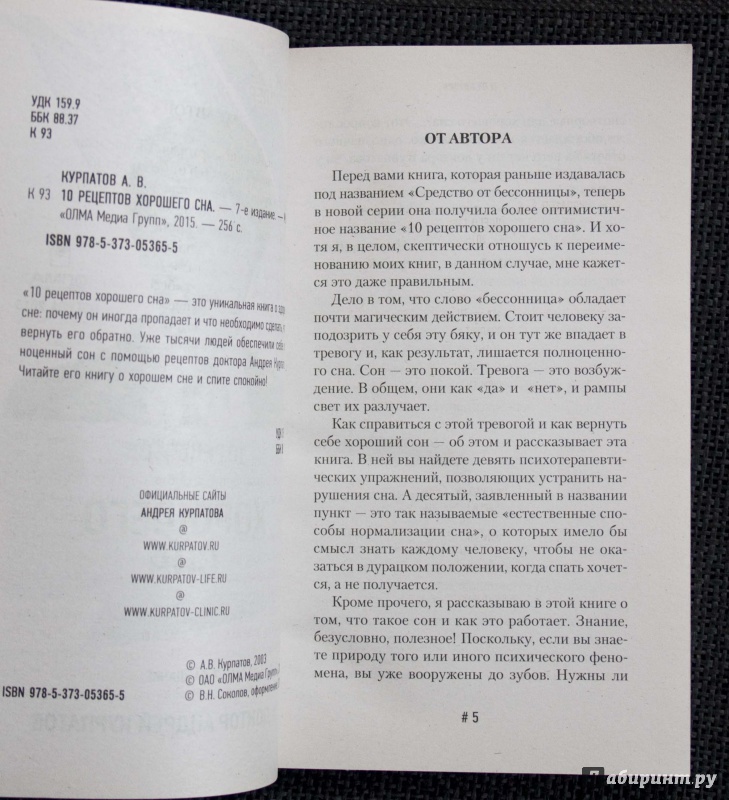 УДК 159.9
ББК 88.37
К 93
КУРПАТОВ А. В.
К 93 10 РЕЦЕПТОВ ХОРОШЕГО СНА. — 7-е издание. —
«ОЛМА Медиа Групп», 2015. — 256 с.
ISBN 978-5-373-05365-5
«10 рецептов хорошего сна» — это уникальная книга о
сне: почему он иногда пропадает и что необходимо сделать,
вернуть его обратно. Уже тысячи людей обеспечили себе
ноценный сон с помощью рецептов доктора Андрея
Читайте его книгу о хорошем сне и спите спокойно!
ОФИЦИАЛЬНЫЕ САЙТЫ
АНДРЕЯ КУРПАТОВА
@
WWW.KURPATOV.RU
@
WWW.KURPATOV-LIFE.RU
@
WWW.KURPATOV-CLINIC.RU
© А.В. Курпатов, 2003
© ОАО «ОЛМА Медиа Групп»
© В.Н. Соколов, оформление
ISBN 978-5-373-05365-5
ОТ АВТОРА
Перед вами книга, которая раньше издавалась
под названием «Средство от бессонницы», теперь
в новой серии она получила более оптимистич-
ное название «10 рецептов хорошего сна». И хо-
тя я, в целом, скептически отношусь к переиме-
нованию моих книг, в данном случае, мне кажет-
ся это даже правильным.
Дело в том, что слово «бессонница» обладает
почти магическим действием. Стоит человеку за-
подозрить у себя эту бяку, и он тут же впадает в
тревогу и, как результат, лишается полноценно-
го сна. Сон — это покой. Тревога — это возбуж-
дение. В общем, они как «да» и «нет», и рампы
свет их разлучает.
Как справиться с этой тревогой и как вернуть
себе хороший сон — об этом и рассказывает эта
книга. В ней вы найдете девять психотерапевти-
ческих упражнений, позволяющих устранить на-
рушения сна. А десятый, заявленный в названии
пункт — это так называемые «естественные спо-
собы нормализации сна», о которых имело бы
смысл знать каждому человеку, чтобы не ока-
заться в дурацком положении, когда спать хочет-
ся, а не получается.
Кроме прочего, я рассказываю в этой книге о
том, что такое сон и как это работает. Знание,
безусловно, полезное! Поскольку, если вы знае-
те природу того или иного психического фено-
мена, вы уже вооружены до зубов. Нужны ли
# 5
Лабиринт.ру